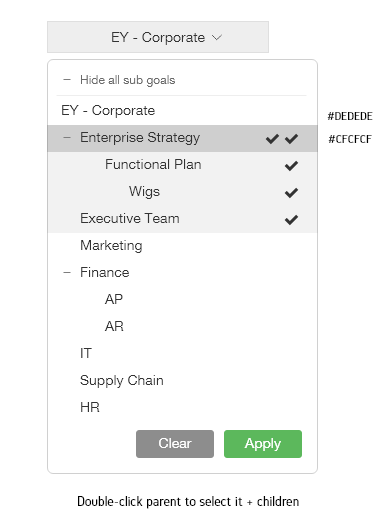 EY - Corporate
– Hide all sub goals
EY - Corporate
#DEDEDE
– Enterprise Strategy
#CFCFCF
Functional Plan
Wigs
Executive Team
Marketing
– Finance
AP
AR
IT
Supply Chain
HR
Clear Apply
Double-click parent to select it + children